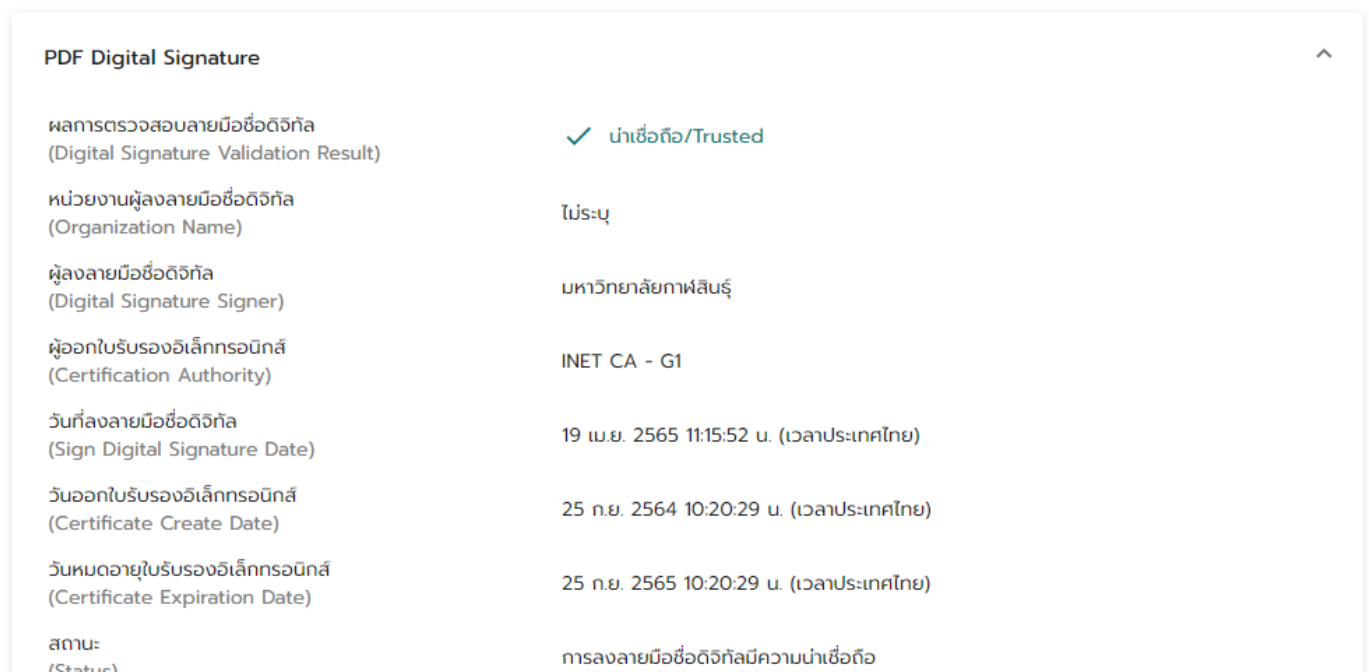 PDF Digital Signature
ผลการตรวจสอบลายมือชื่อดิจิทัล
(Digital Signature Validation Result)
น่าเชื่อถือ/Trusted
หน่วยงานผู้ลงลายมือชื่อดิจิทัล
(Organization Name)
ไม่ระบุ
ผู้ลงลายมือชื่อดิจิทัล
(Digital Signature Signer)
มหาวิทยาลัยกาฬสินธุ์
ผู้ออกใบรับรองอิเล็กทรอนิกส์
(Certification Authority)
INET CA - G1
วันที่ลงลายมือชื่อดิจิทัล
(Sign Digital Signature Date)
19 เม.ย. 2565 11:15:52 น. (เวลาประเทศไทย)
วันออกใบรับรองอิเล็กทรอนิกส์
(Certificate Create Date)
25 ก.ย. 2564 10:20:29 น. (เวลาประเทศไทย)
วันหมดอายุใบรับรองอิเล็กทรอนิกส์
(Certificate Expiration Date)
25 ก.ย. 2565 10:20:29 น. (เวลาประเทศไทย)
สถานะ
(Status)
การลงลายมือชื่อดิจิทัลมีความน่าเชื่อถือ